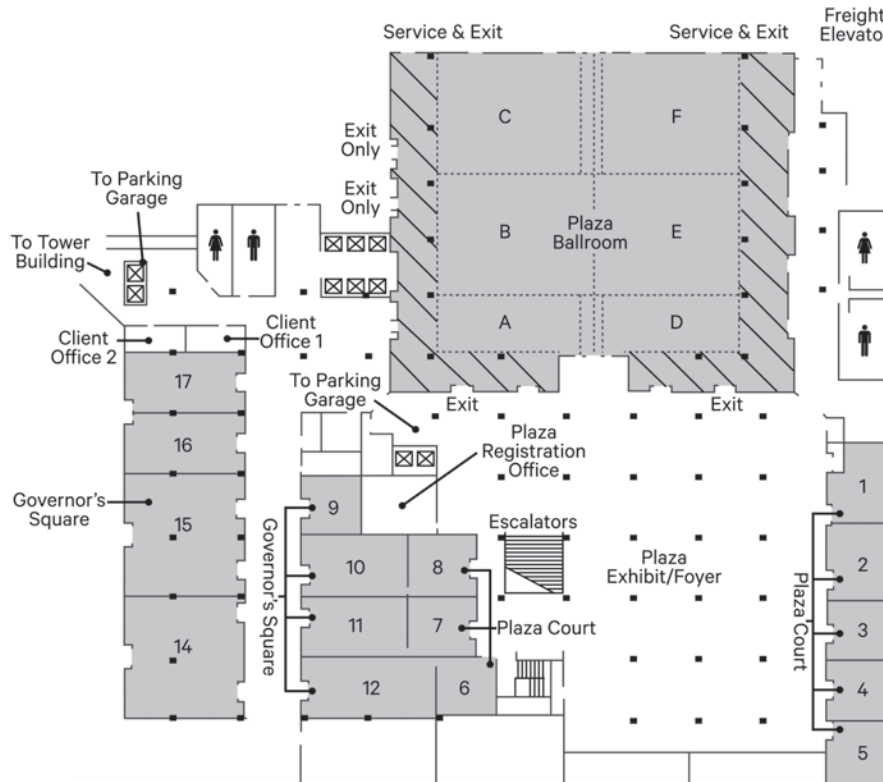 Service & Exit
Service & Exit
Freight
Elevato
C
F
Exit
Only
Exit
Only
To Parking
Garage
B
Plaza
Ballroom
E
To Tower
Building
A
D
Client
Office 2
Client
Office 1
17
To Parking
Garage
Exit
Exit
16
Plaza
Registration
Office
Governor's
Square
15
9
Escalators
1
Governor's Square
10
8
Plaza
Exhibit/Foyer
2
Plaza Court
11
7
Plaza Court
3
14
12
6
4
5